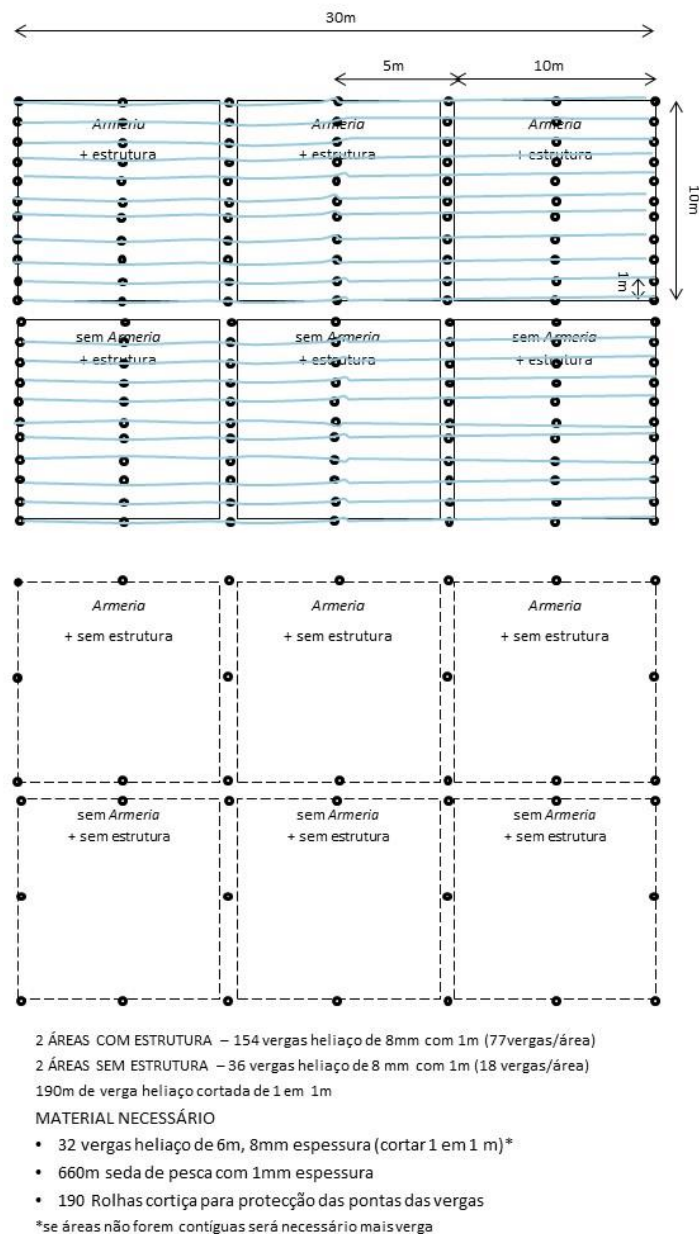 30m
5m 10m
Armeria Armeria Armeria
+ estrutura + estrutura + estrutura
10m
1m
sem Armeria sem Armeria sem Armeria
+ estrutura + estrutura + estrutura
Armeria Armeria Armeria
+ sem estrutura + sem estrutura + sem estrutura
sem Armeria sem Armeria sem Armeria
+ sem estrutura + sem estrutura + sem estrutura
2 ÁREAS COM ESTRUTURA – 154 vergas heliaço de 8mm com 1m (77vergas/área)
2 ÁREAS SEM ESTRUTURA – 36 vergas heliaço de 8 mm com 1m (18 vergas/área)
190m de verga heliaço cortada de 1 em 1m
MATERIAL NECESSÁRIO
• 32 vergas heliaço de 6m, 8mm espessura (cortar 1 em 1 m)*
• 660m seda de pesca com 1mm espessura
• 190 Rolhas cortiça para protecção das pontas das vergas
*se áreas não forem contíguas será necessário mais verga